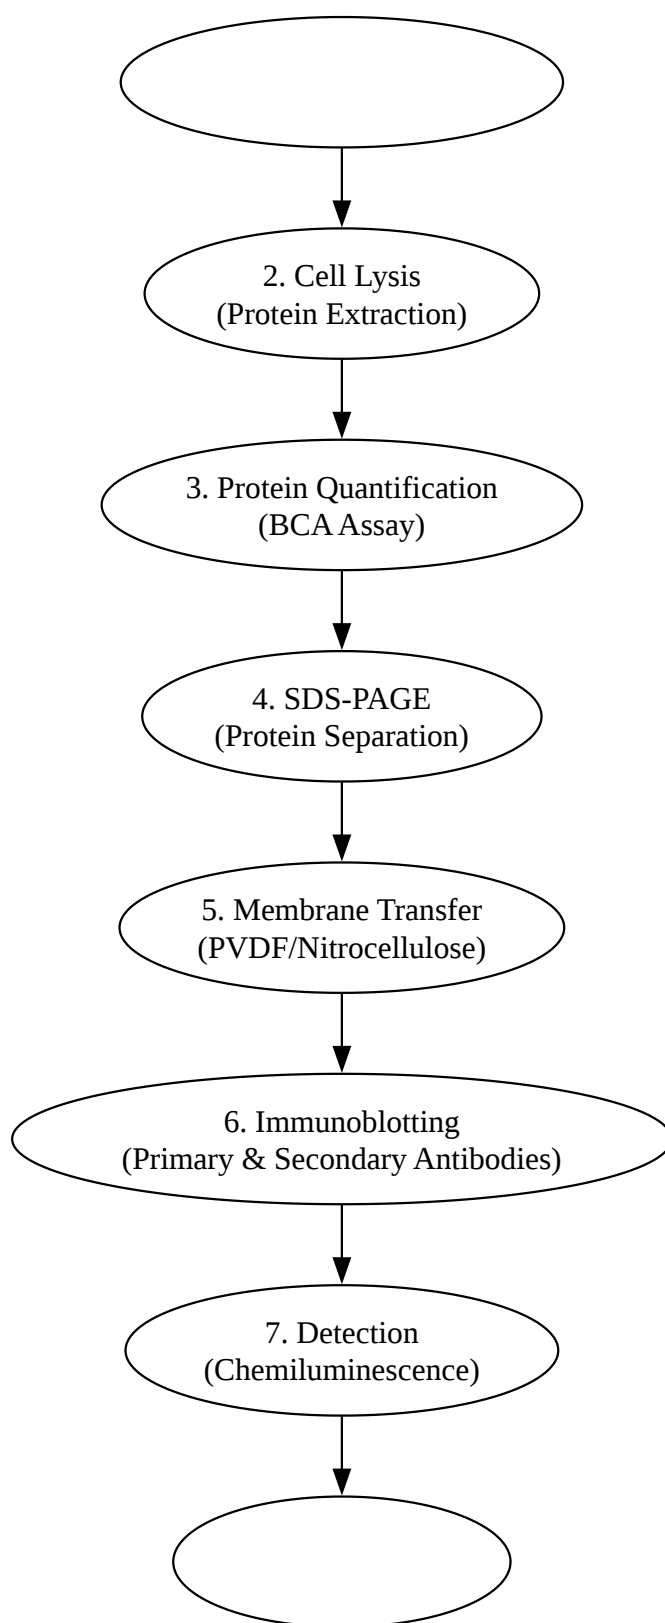 2. Cell Lysis
(Protein Extraction)
3. Protein Quantification
(BCA Assay)
4. SDS-PAGE
(Protein Separation)
5. Membrane Transfer
(PVDF/Nitrocellulose)
6. Immunoblotting
(Primary & Secondary Antibodies)
7. Detection
(Chemiluminescence)